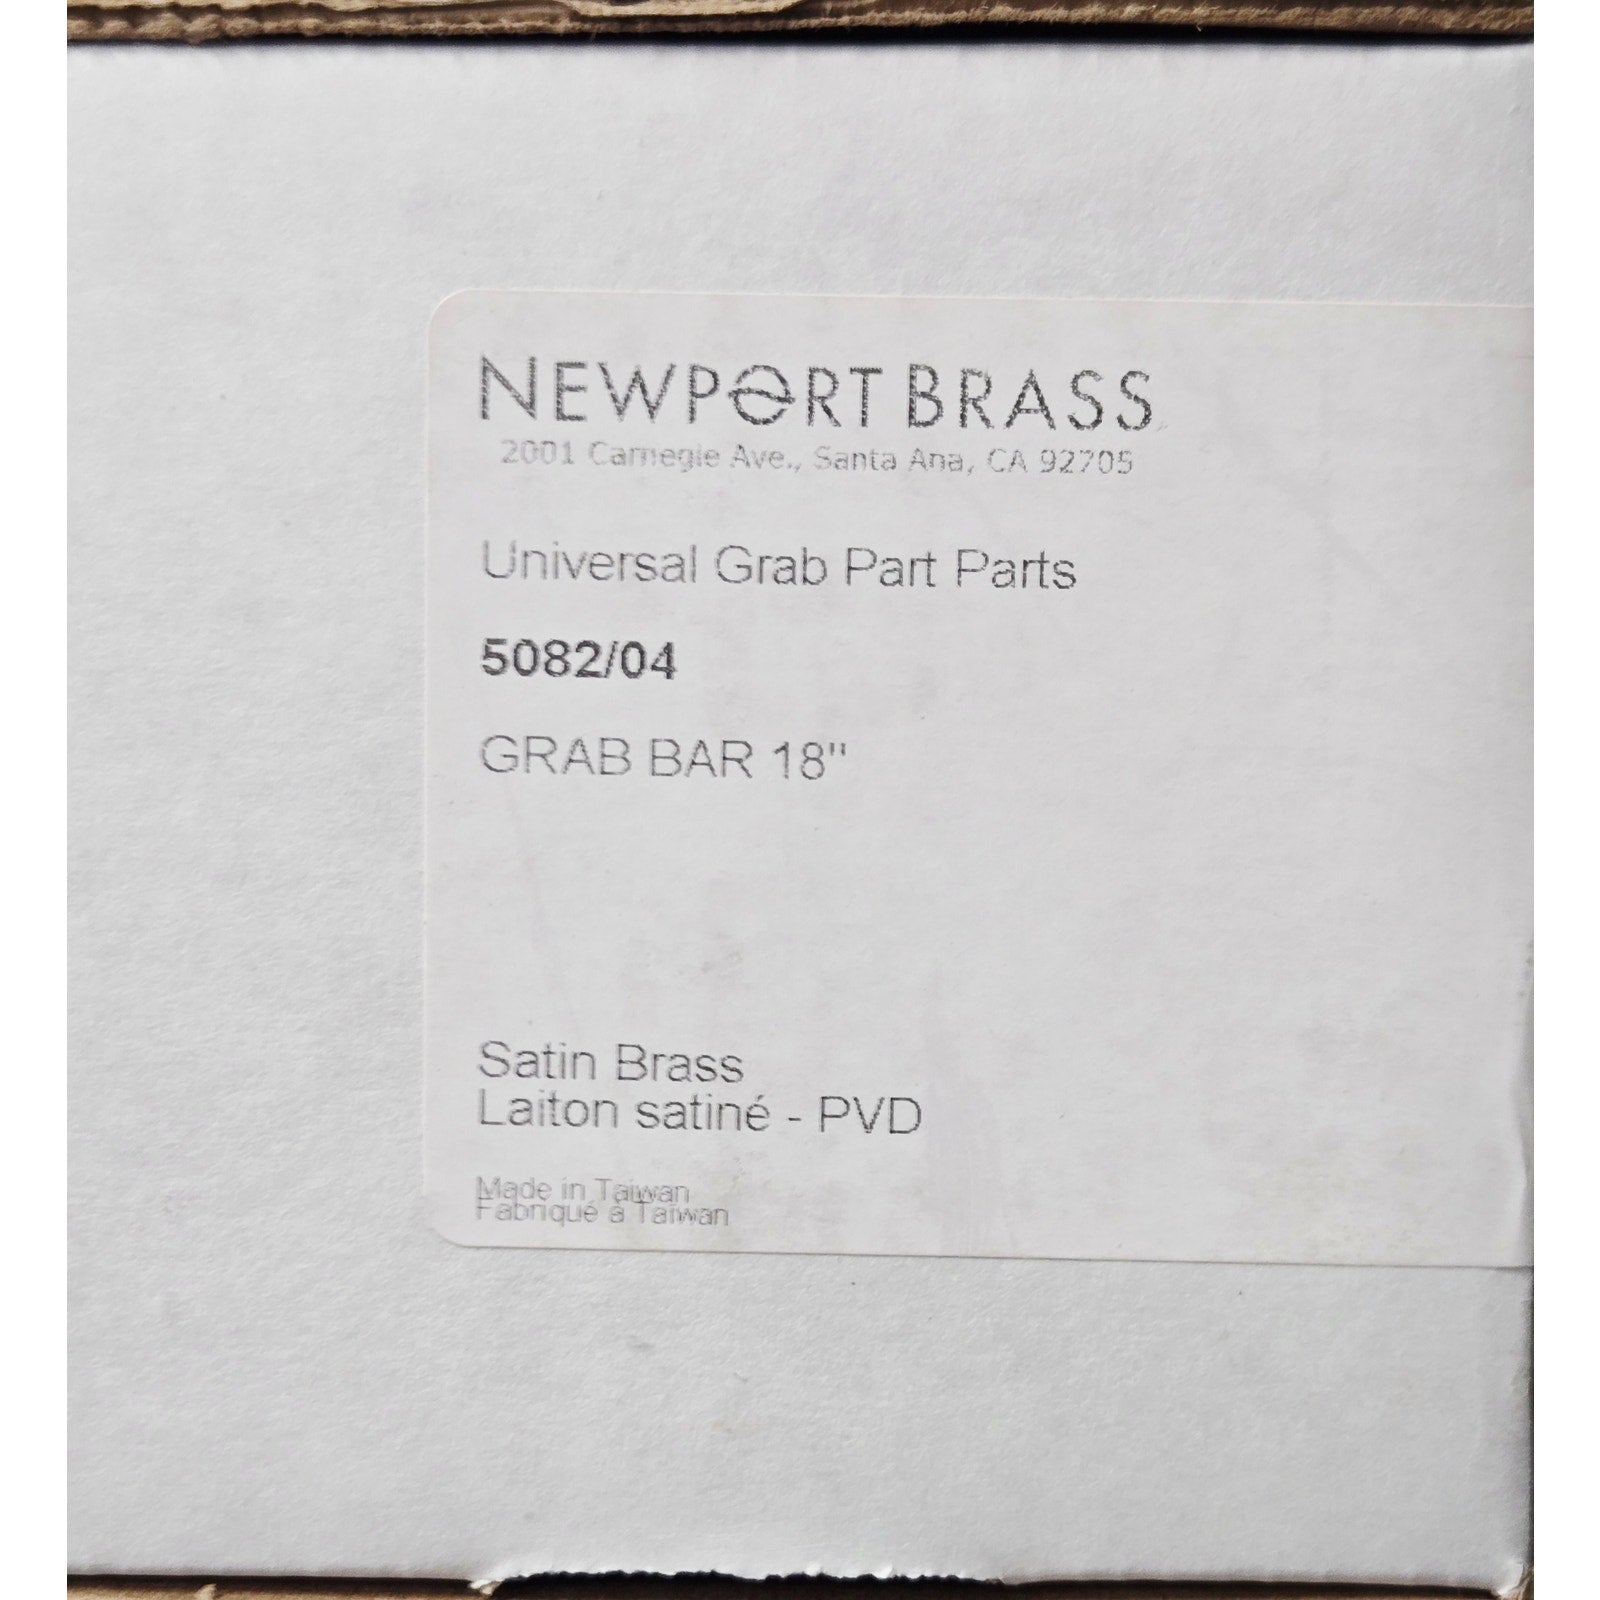 NEWPORT BRASS
2001 Carnegie Ave., Santa Ana, CA 92705
Universal Grab Part Parts
5082/04
GRAB BAR 18"
Satin Brass
Laiton satiné - PVD
Made in Taiwan
Fabriqué à Taiwan